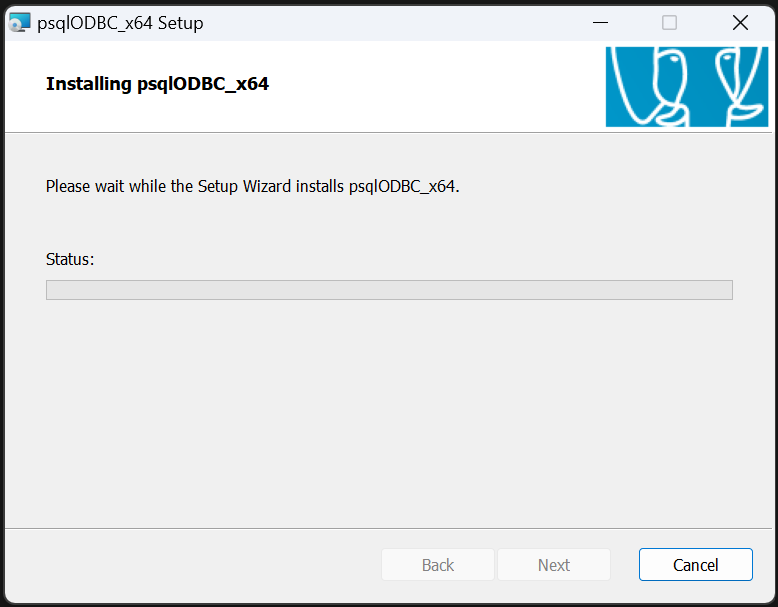 psqlODBC_x64 Setup
Installing psqlODBC_x64
Please wait while the Setup Wizard installs psqlODBC_x64.
Status:
Back
Next
Cancel